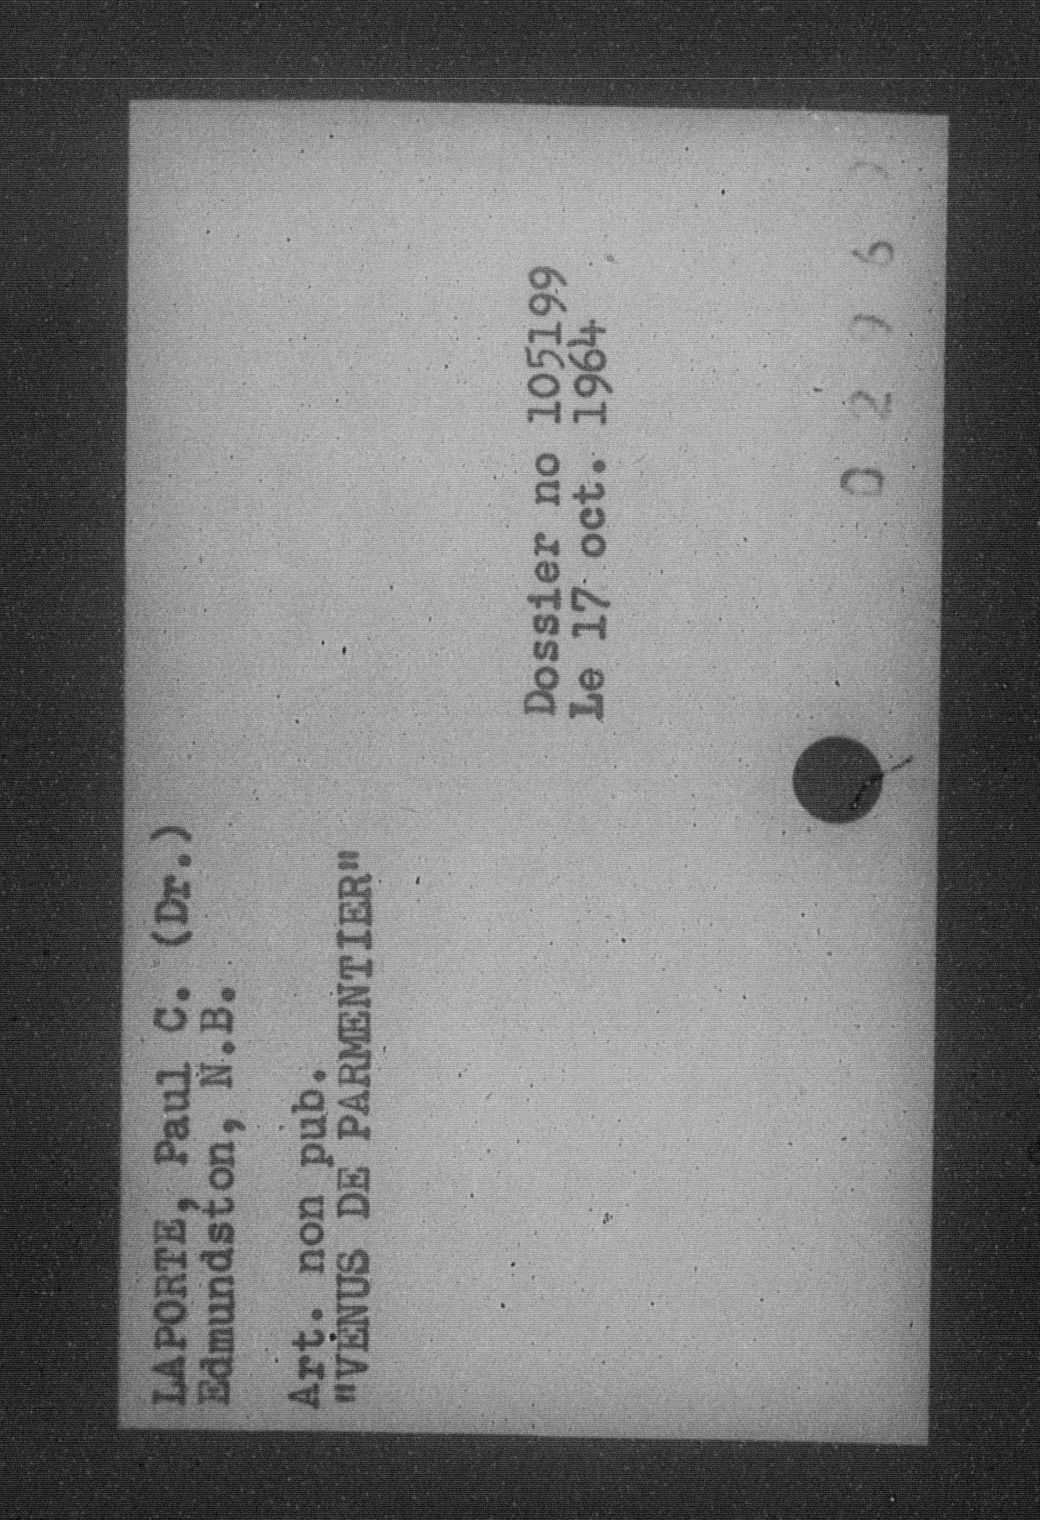 LAPORTE, Paul C. (Dr.)
Edmundston, N.B.
Art. non pub.
"VENUS DE PARMENTIER"
Dossier no 105199
Le 17 oct. 1964